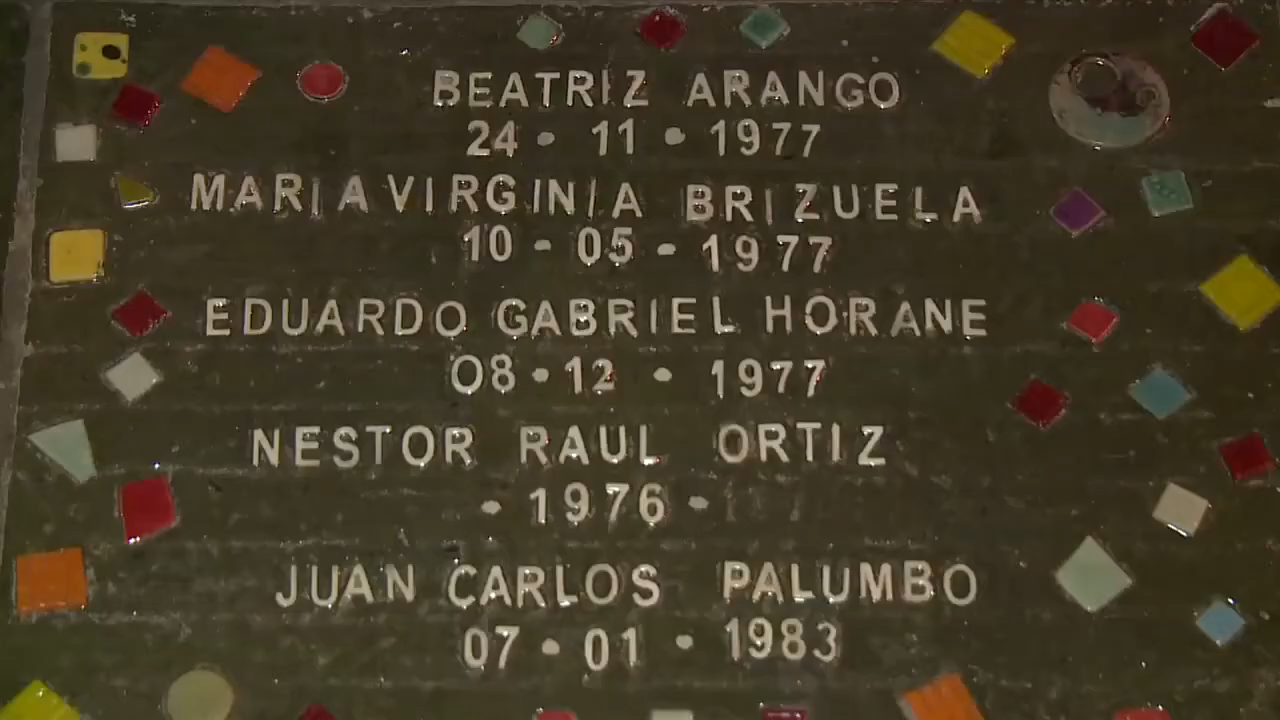 BEATRIZ ARANGO
24 • 11 • 1977
MARIA VIRGINIA BRIZUELA
10 - 05 - 1977
EDUARDO GABRIEL HORANE
08 • 12 • 1977
NESTOR RAUL ORTIZ
• 1976 •
JUAN CARLOS PALUMBO
07 • 01 • 1983